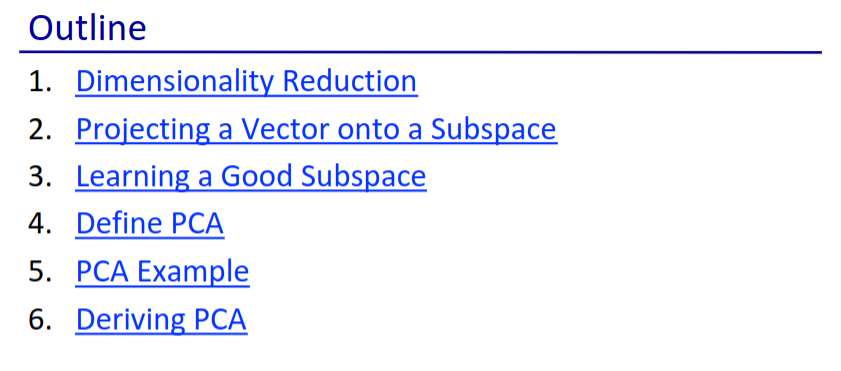 Outline
1. Dimensionality Reduction
2. Projecting a Vector onto a Subspace
3. Learning a Good Subspace
4. Define PCA
5. PCA Example
6. Deriving PCA